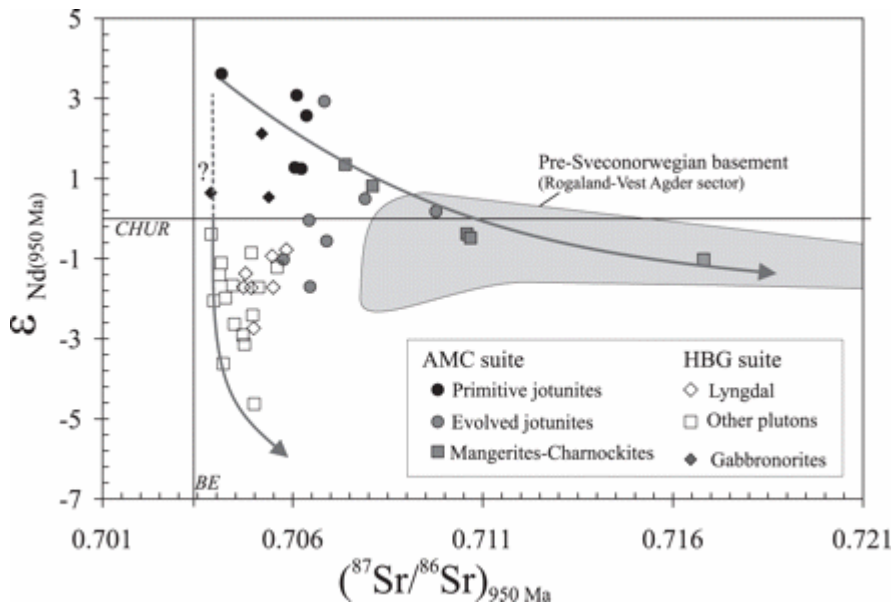 5
3
1
-1
-3
-5
-7
ε Nd(950 Ma)
?
CHUR
BE
Pre-Sveconorwegian basement
(Rogaland-Vest Agder sector)
AMC suite
Primitive jotunites
Evolved jotunites
Mangerites-Charnockites
HBG suite
Lyngdal
Other plutons
Gabbronorites
0.701 0.706 0.711 0.716 0.721
(⁸⁷Sr/⁸⁶Sr)950 Ma